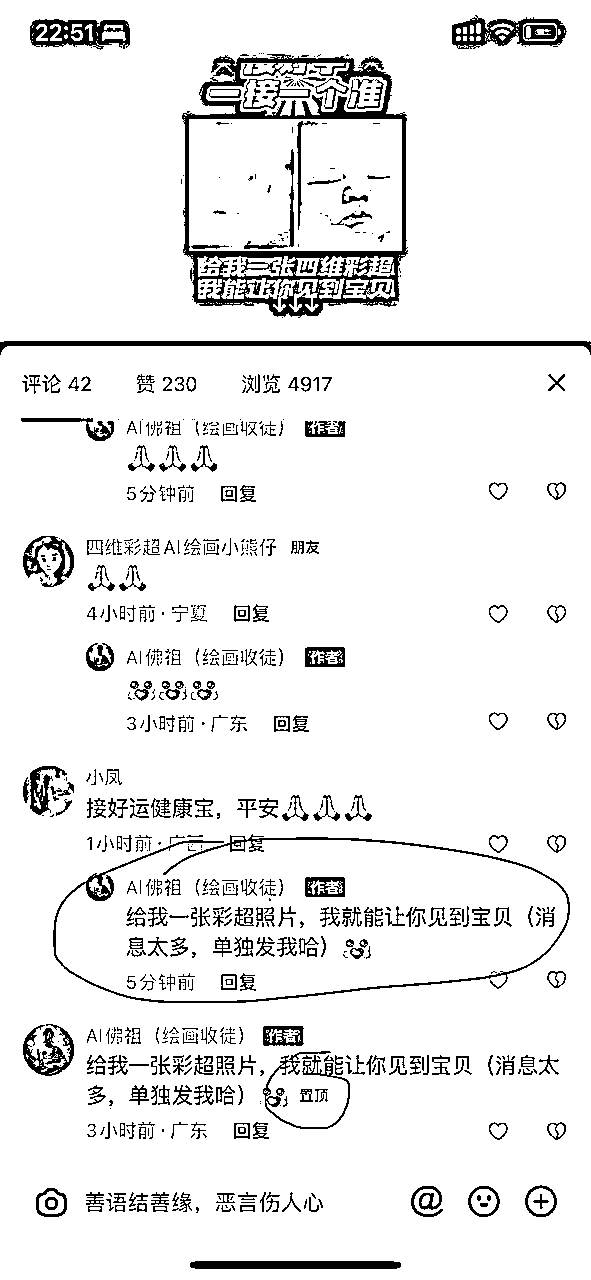 22:51
一接一个准
给我一张四维彩超
我能让你见到宝贝
评论 42 赞 230 浏览 4917
AI佛祖（绘画收徒） 作者
🙏🙏🙏
5分钟前 回复
四维彩超AI绘画小熊仔 朋友
🙏🙏
4小时前·宁夏 回复
AI佛祖（绘画收徒） 作者
3小时前·广东 回复
小凤
接好运健康宝，平安🙏🙏🙏
1小时前·广西 回复
AI佛祖（绘画收徒） 作者
给我一张彩超照片，我就能让你见到宝贝（消
息太多，单独发我哈）
5分钟前 回复
AI佛祖（绘画收徒） 作者
给我一张彩超照片，我就能让你见到宝贝（消息太
多，单独发我哈） 置顶
3小时前·广东 回复
善语结善缘，恶言伤人心